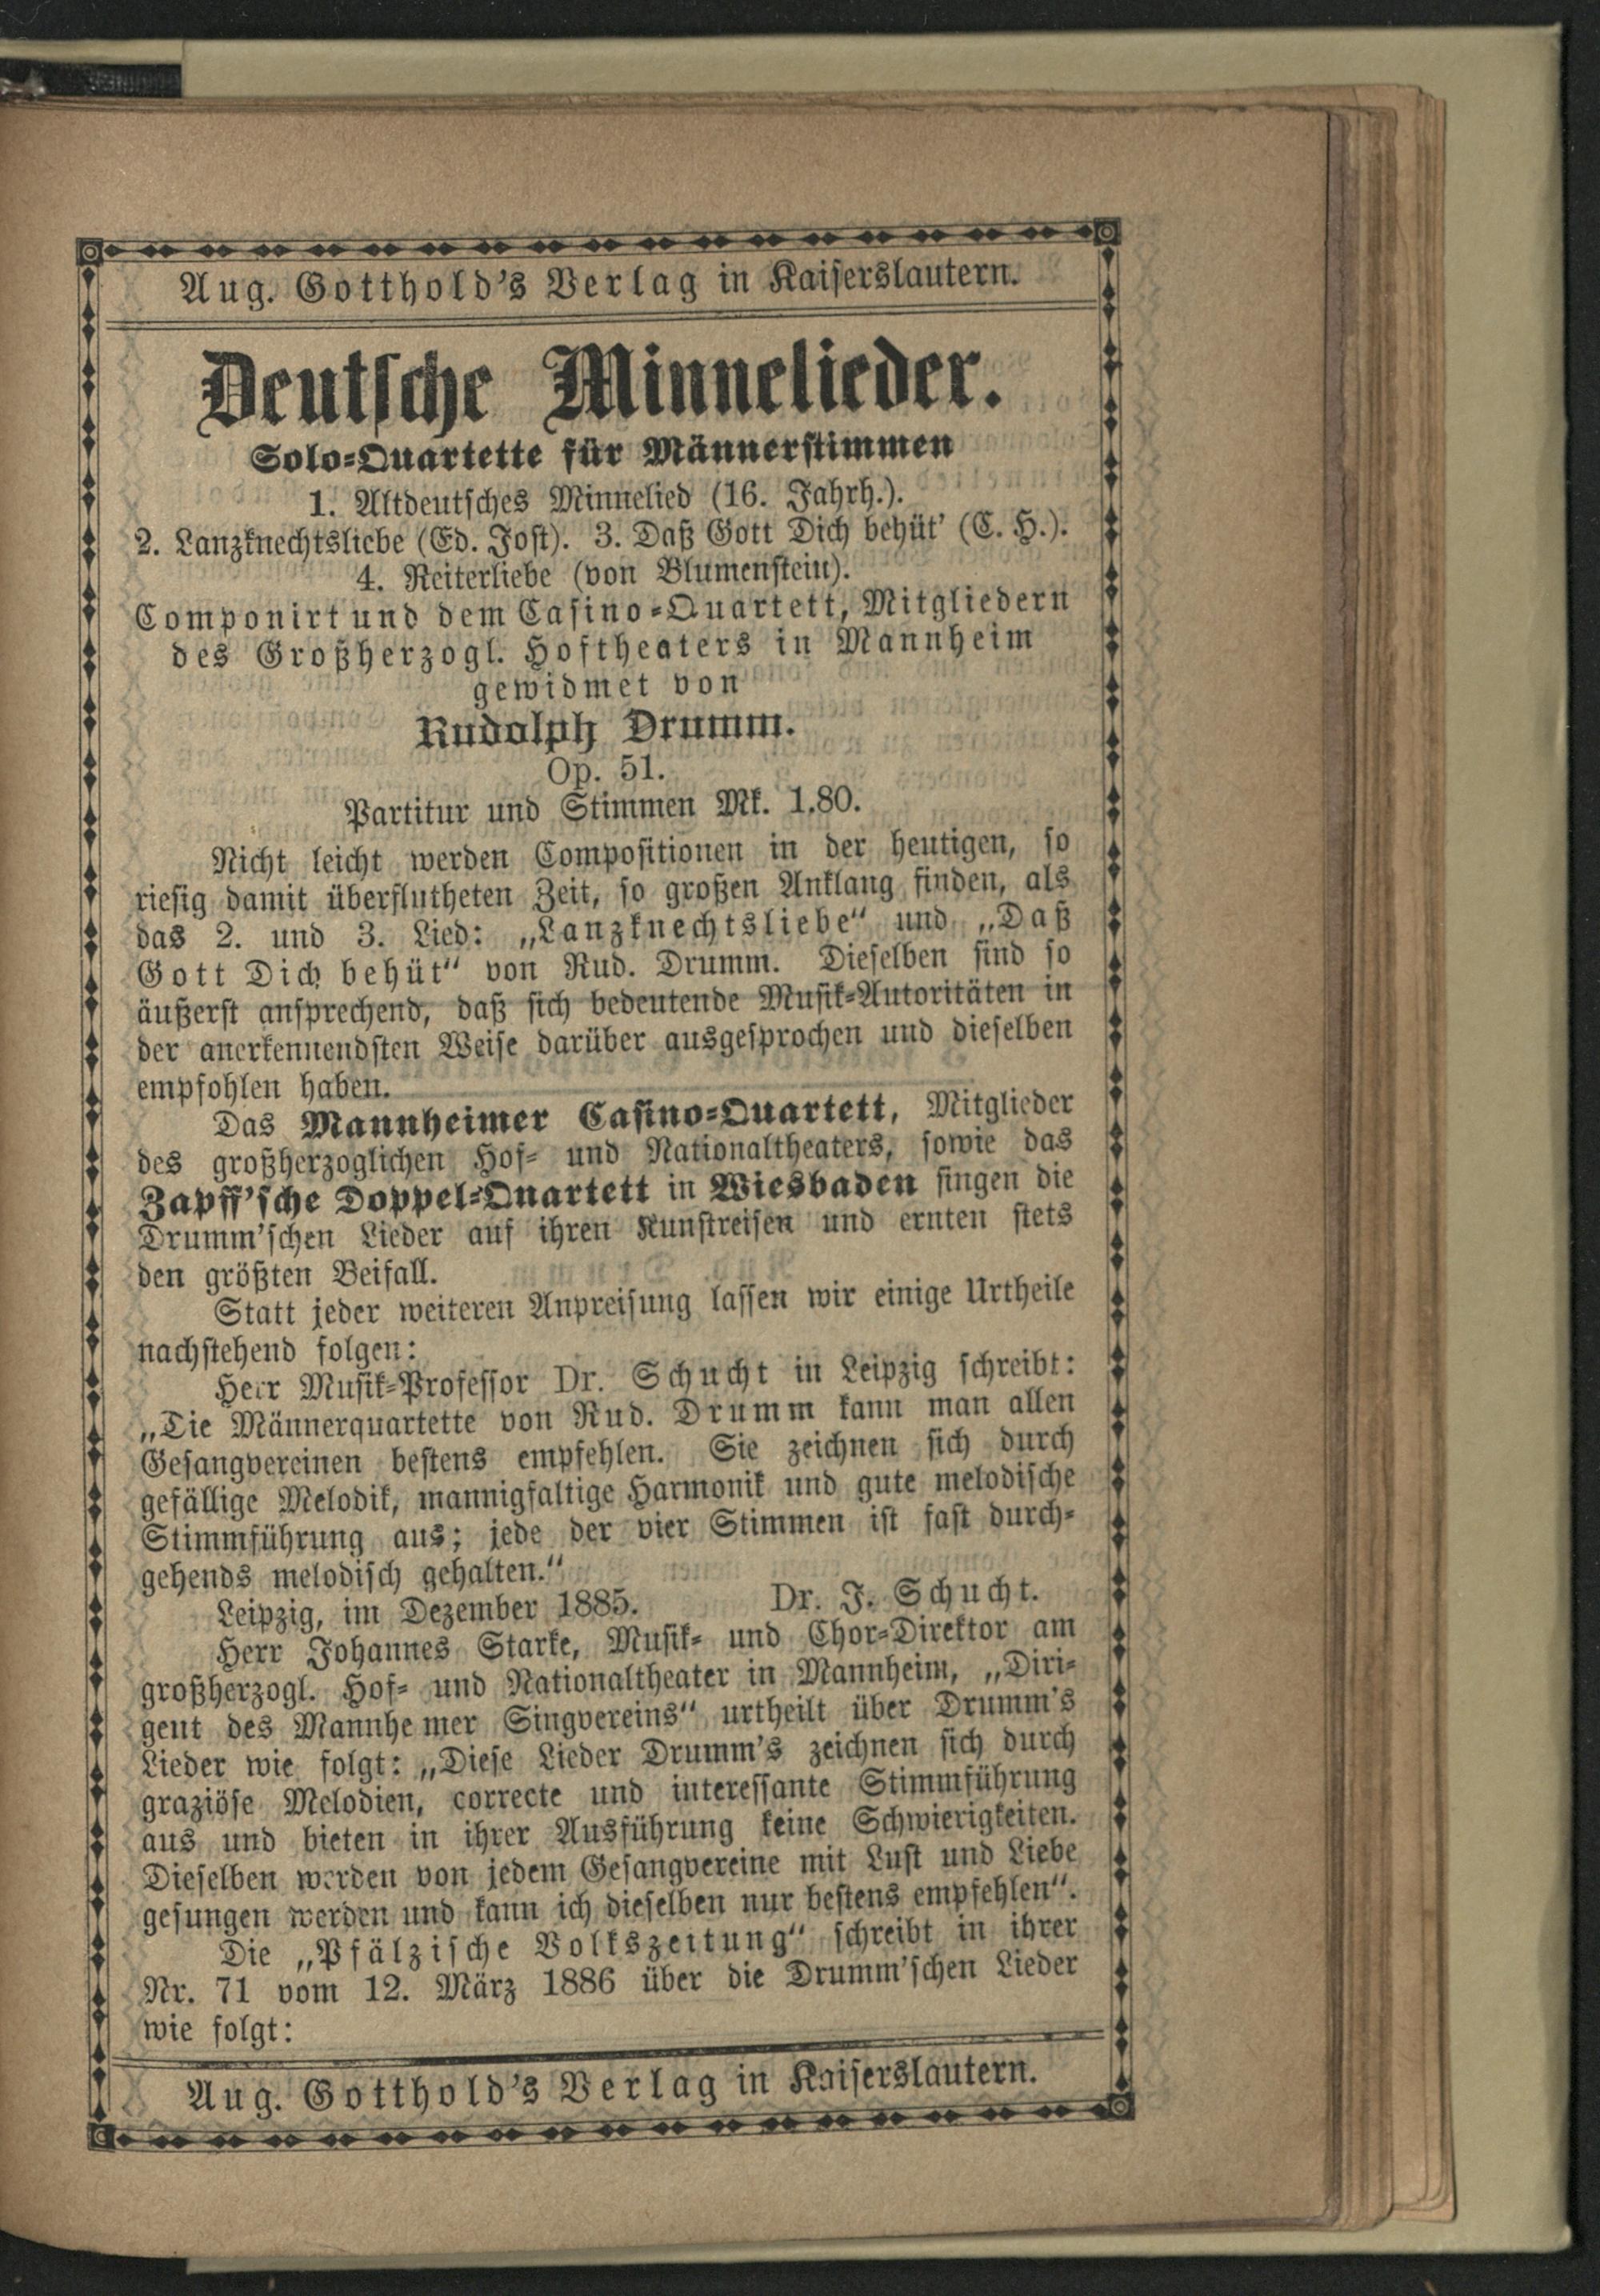 Aug. Gotthold's Verlag in Kaiserslautern.
Deutsche Minnelieder.
Solo-Quartette für Männerstimmen
1. Altdeutsches Minnelied (16. Jahrh.).
2. Lanzknechtsliebe (Ed. Jost). 3. Daß Gott Dich behüt' (C. H.).
4. Reiterliebe (von Blumenstein).
Componirt und dem Casino-Quartett, Mitgliedern
des Großherzogl. Hoftheaters in Mannheim
gewidmet von
Rudolph Drumm.
Op. 51.
Partitur und Stimmen Mk. 1.80.
Nicht leicht werden Compositionen in der heutigen, so
riesig damit überflutheten Zeit, so großen Anklang finden, als
das 2. und 3. Lied: „Lanzknechtsliebe“ und „Daß
Gott Dich behüt“ von Rud. Drumm. Dieselben sind so
äußerst ansprechend, daß sich bedeutende Musik-Autoritäten in
der anerkennendsten Weise darüber ausgesprochen und dieselben
empfohlen haben.
Das Mannheimer Casino-Quartett, Mitglieder
des großherzoglichen Hof- und Nationaltheaters, sowie das
Zapff'sche Doppel-Quartett in Wiesbaden singen die
Drumm'schen Lieder auf ihren Kunstreisen und ernten stets
den größten Beifall.
Statt jeder weiteren Anpreisung lassen wir einige Urtheile
nachstehend folgen:
Herr Musik-Professor Dr. Schucht in Leipzig schreibt:
„Die Männerquartette von Rud. Drumm kann man allen
Gesangvereinen bestens empfehlen. Sie zeichnen sich durch
gefällige Melodik, mannigfaltige Harmonik und gute melodische
Stimmführung aus; jede der vier Stimmen ist fast durch-
gehends melodisch gehalten.“
Leipzig, im Dezember 1885. Dr. J. Schucht.
Herr Johannes Starke, Musik- und Chor-Direktor am
großherzogl. Hof- und Nationaltheater in Mannheim, „Diri-
gent des Mannhe mer Singvereins“ urtheilt über Drumm's
Lieder wie folgt: „Diese Lieder Drumm's zeichnen sich durch
graziöse Melodien, correcte und interessante Stimmführung
aus und bieten in ihrer Ausführung keine Schwierigkeiten.
Dieselben werden von jedem Gesangvereine mit Lust und Liebe
gesungen werden und kann ich dieselben nur bestens empfehlen“.
Die „Pfälzische Volkszeitung“ schreibt in ihrer
Nr. 71 vom 12. März 1886 über die Drumm'schen Lieder
wie folgt:
Aug. Gotthold's Verlag in Kaiserslautern.